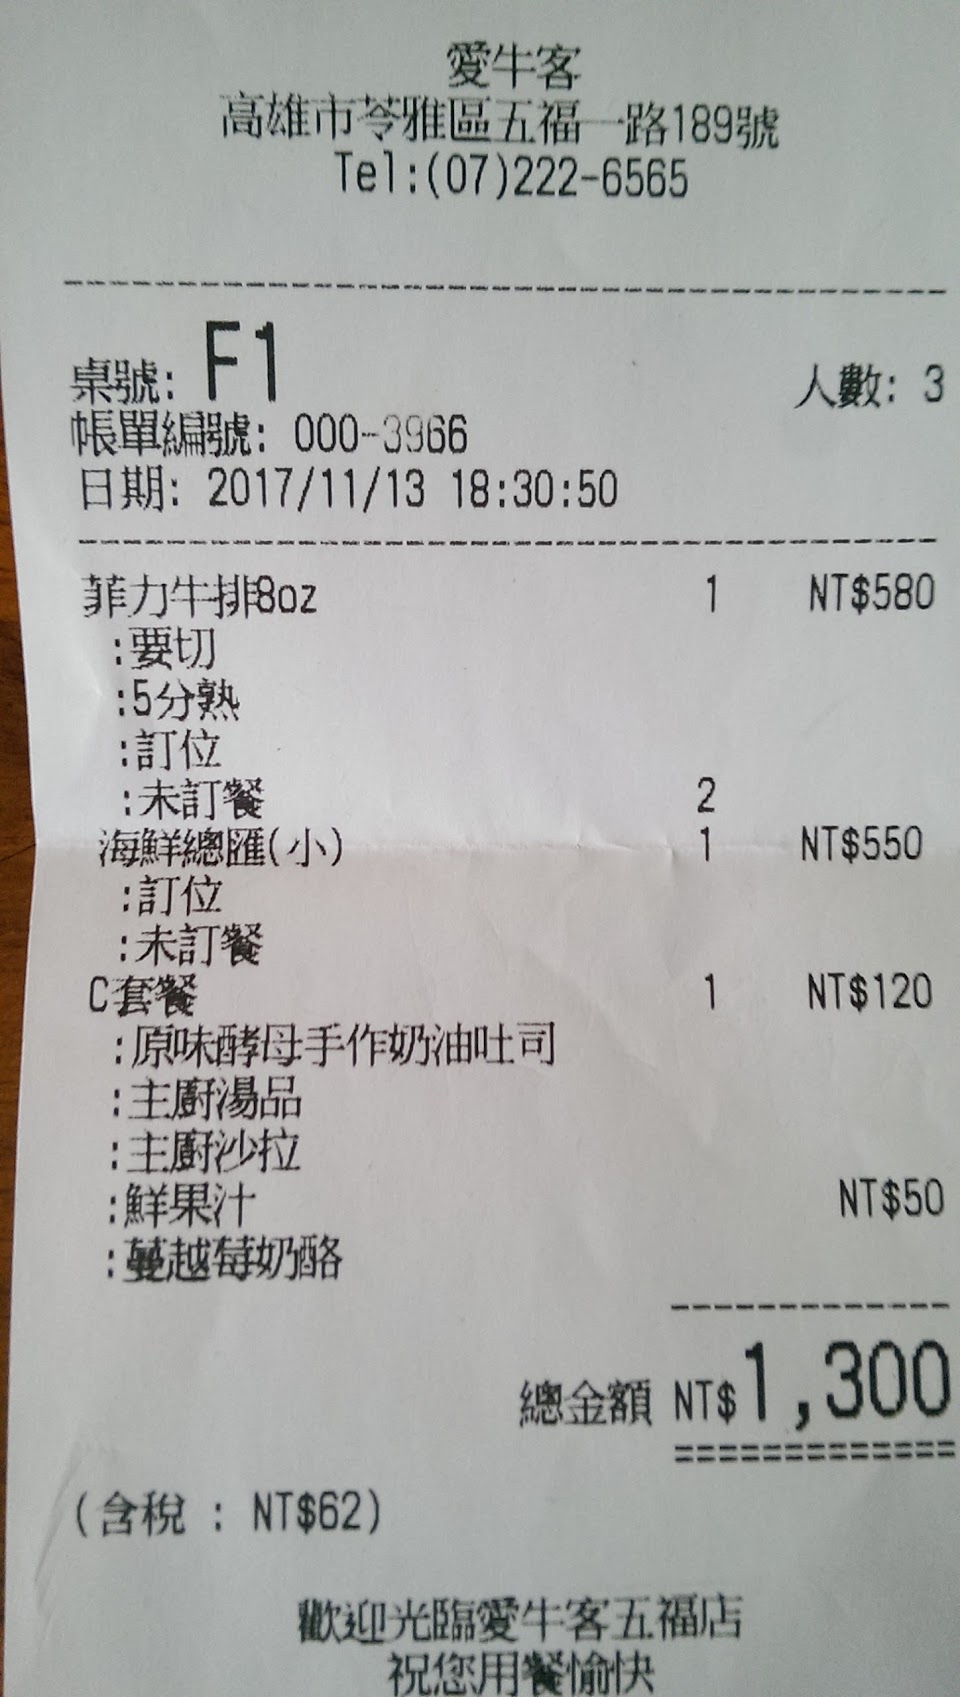 愛牛客
高雄市苓雅區五福一路189號
Tel:(07)222-6565
桌號: F1 人數: 3
帳單編號: 000-3966
日期: 2017/11/13 18:30:50
菲力牛排8oz 1 NT$580
:要切
:5分熟
:訂位
:未訂餐 2
海鮮總匯(小) 1 NT$550
:訂位
:未訂餐
C套餐 1 NT$120
:原味酵母手作奶油吐司
:主廚湯品
:主廚沙拉
:鮮果汁 NT$50
:蔓越莓奶酪
總金額 NT$1,300
(含稅 : NT$62)
歡迎光臨愛牛客五福店
祝您用餐愉快